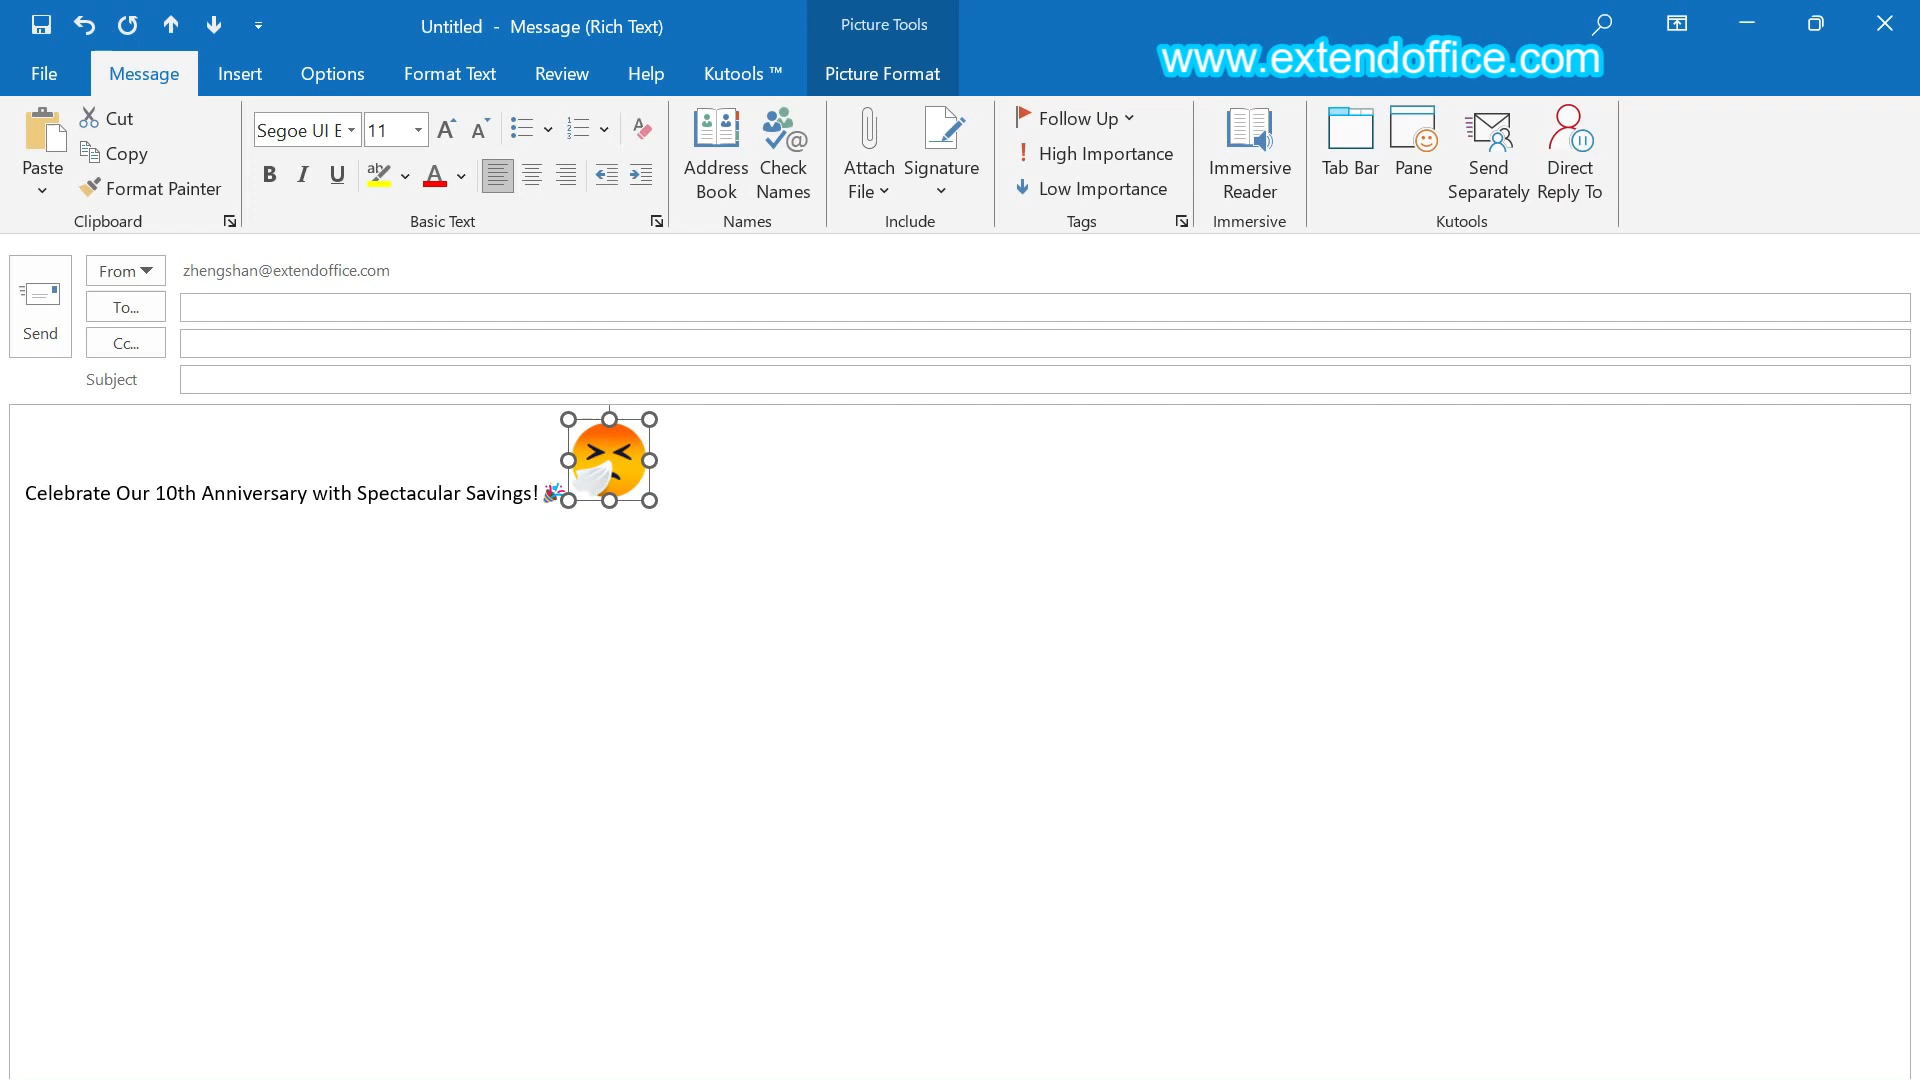 Untitled - Message (Rich Text)
Picture Tools
www.extendoffice.com
File Message Insert Options Format Text Review Help Kutools ™ Picture Format
Paste
Cut
Copy
Format Painter
Clipboard
Segoe UI E 11
B I U ab A
Basic Text
Address Book
Check Names
Names
Attach File
Signature
Include
Follow Up
High Importance
Low Importance
Tags
Immersive Reader
Immersive
Tab Bar
Pane
Send Separately
Direct Reply To
Kutools
Send
From zhengshan@extendoffice.com
To...
Cc...
Subject
Celebrate Our 10th Anniversary with Spectacular Savings! 🎉